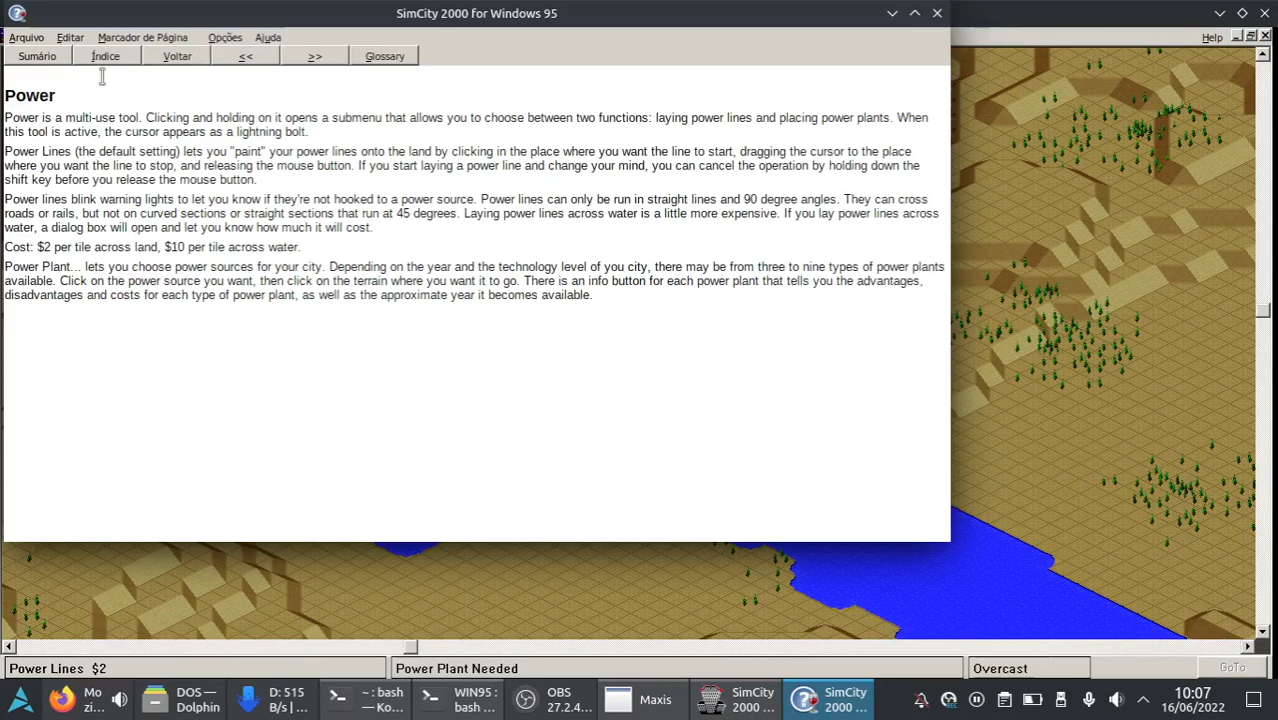 SimCity 2000 for Windows 95
Arquivo Editar Marcador de Página Opções Ajuda
Help
Sumário Índice Voltar << >> Glossary
Power
Power is a multi-use tool. Clicking and holding on it opens a submenu that allows you to choose between two functions: laying power lines and placing power plants. When
this tool is active, the cursor appears as a lightning bolt.
Power Lines (the default setting) lets you "paint" your power lines onto the land by clicking in the place where you want the line to start, dragging the cursor to the place
where you want the line to stop, and releasing the mouse button. If you start laying a power line and change your mind, you can cancel the operation by holding down the
shift key before you release the mouse button.
Power lines blink warning lights to let you know if they're not hooked to a power source. Power lines can only be run in straight lines and 90 degree angles. They can cross
roads or rails, but not on curved sections or straight sections that run at 45 degrees. Laying power lines across water is a little more expensive. If you lay power lines across
water, a dialog box will open and let you know how much it will cost.
Cost: $2 per tile across land, $10 per tile across water.
Power Plant... lets you choose power sources for your city. Depending on the year and the technology level of you city, there may be from three to nine types of power plants
available. Click on the power source you want, then click on the terrain where you want it to go. There is an info button for each power plant that tells you the advantages,
disadvantages and costs for each type of power plant, as well as the approximate year it becomes available.
Power Lines $2 Power Plant Needed Overcast GoTo
Mo DOS — D: 515 ~ : bash WIN95 : OBS Maxis SimCity SimCity 10:07
zi... Dolphin B/s | ... — Ko... bash ... 27.2.4... 2000 ... 2000 ... 16/06/2022